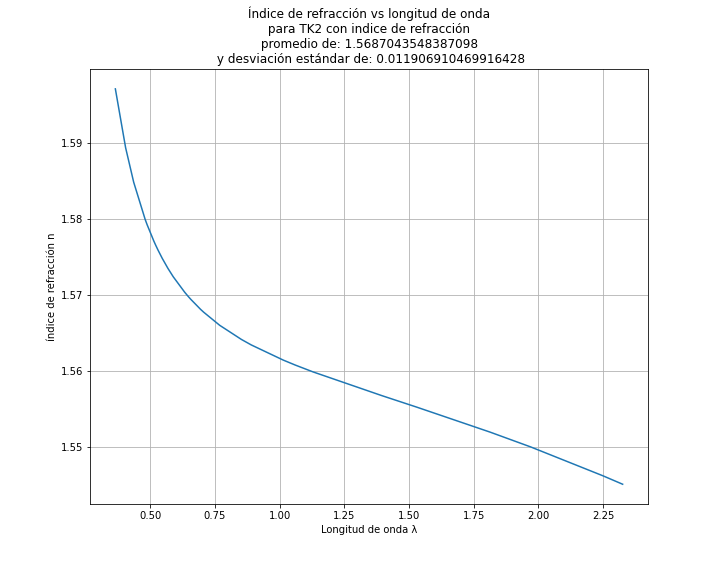 Índice de refracción vs longitud de onda
para TK2 con indice de refracción
promedio de: 1.5687043548387098
y desviación estándar de: 0.011906910469916428
1.59
1.58
1.57
1.56
1.55
índice de refracción n
0.50 0.75 1.00 1.25 1.50 1.75 2.00 2.25
Longitud de onda λ